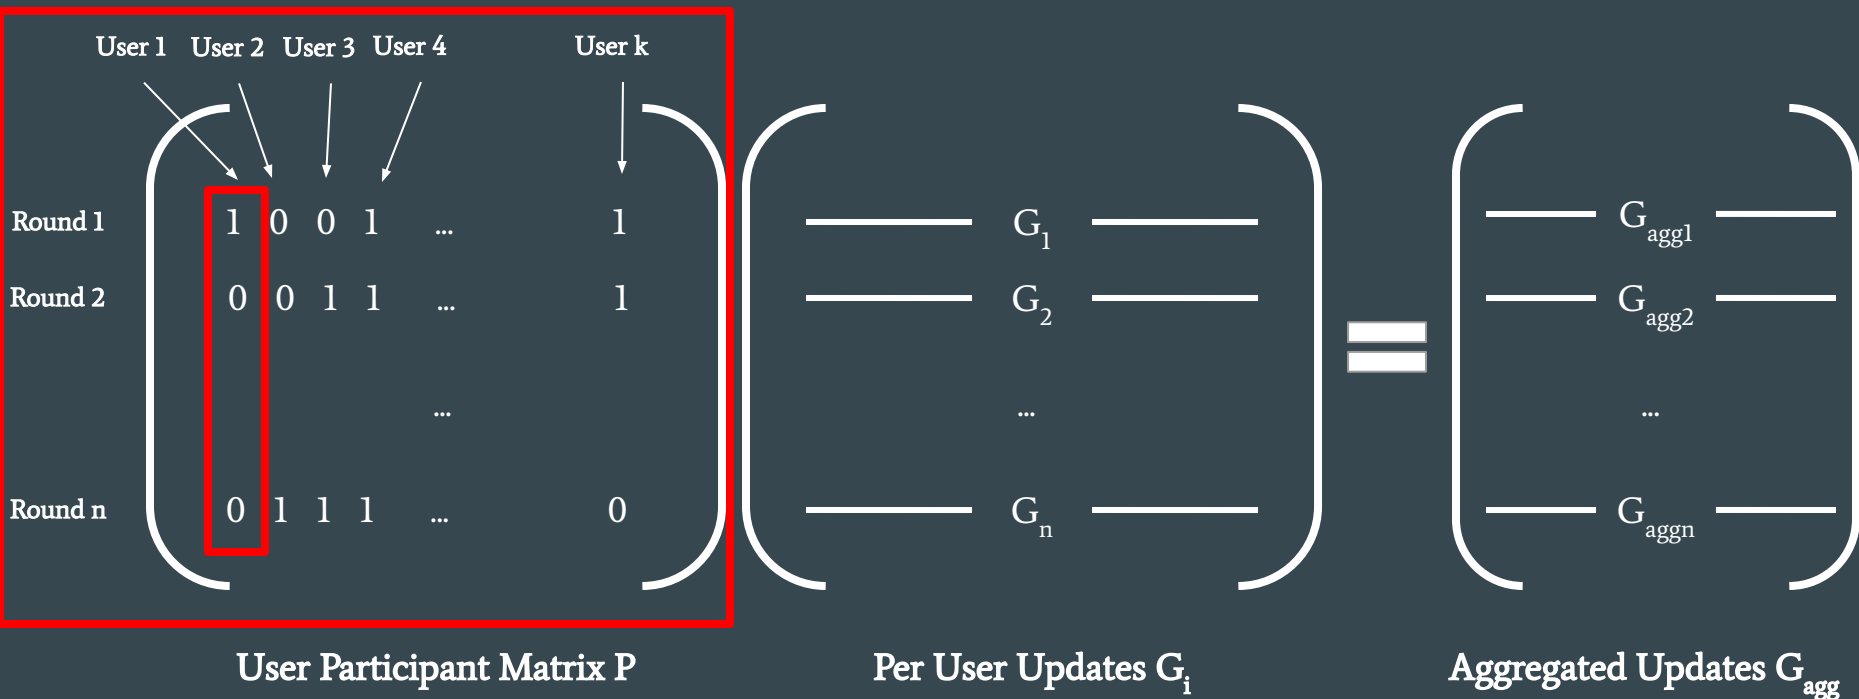 User 1 User 2 User 3 User 4 User k
Round 1 1 0 0 1 ... 1 G1 Gagg1
Round 2 0 0 1 1 ... 1 G2 Gagg2
... ... ...
Round n 0 1 1 1 ... 0 Gn Gaggn
=
User Participant Matrix P Per User Updates Gi Aggregated Updates Gagg